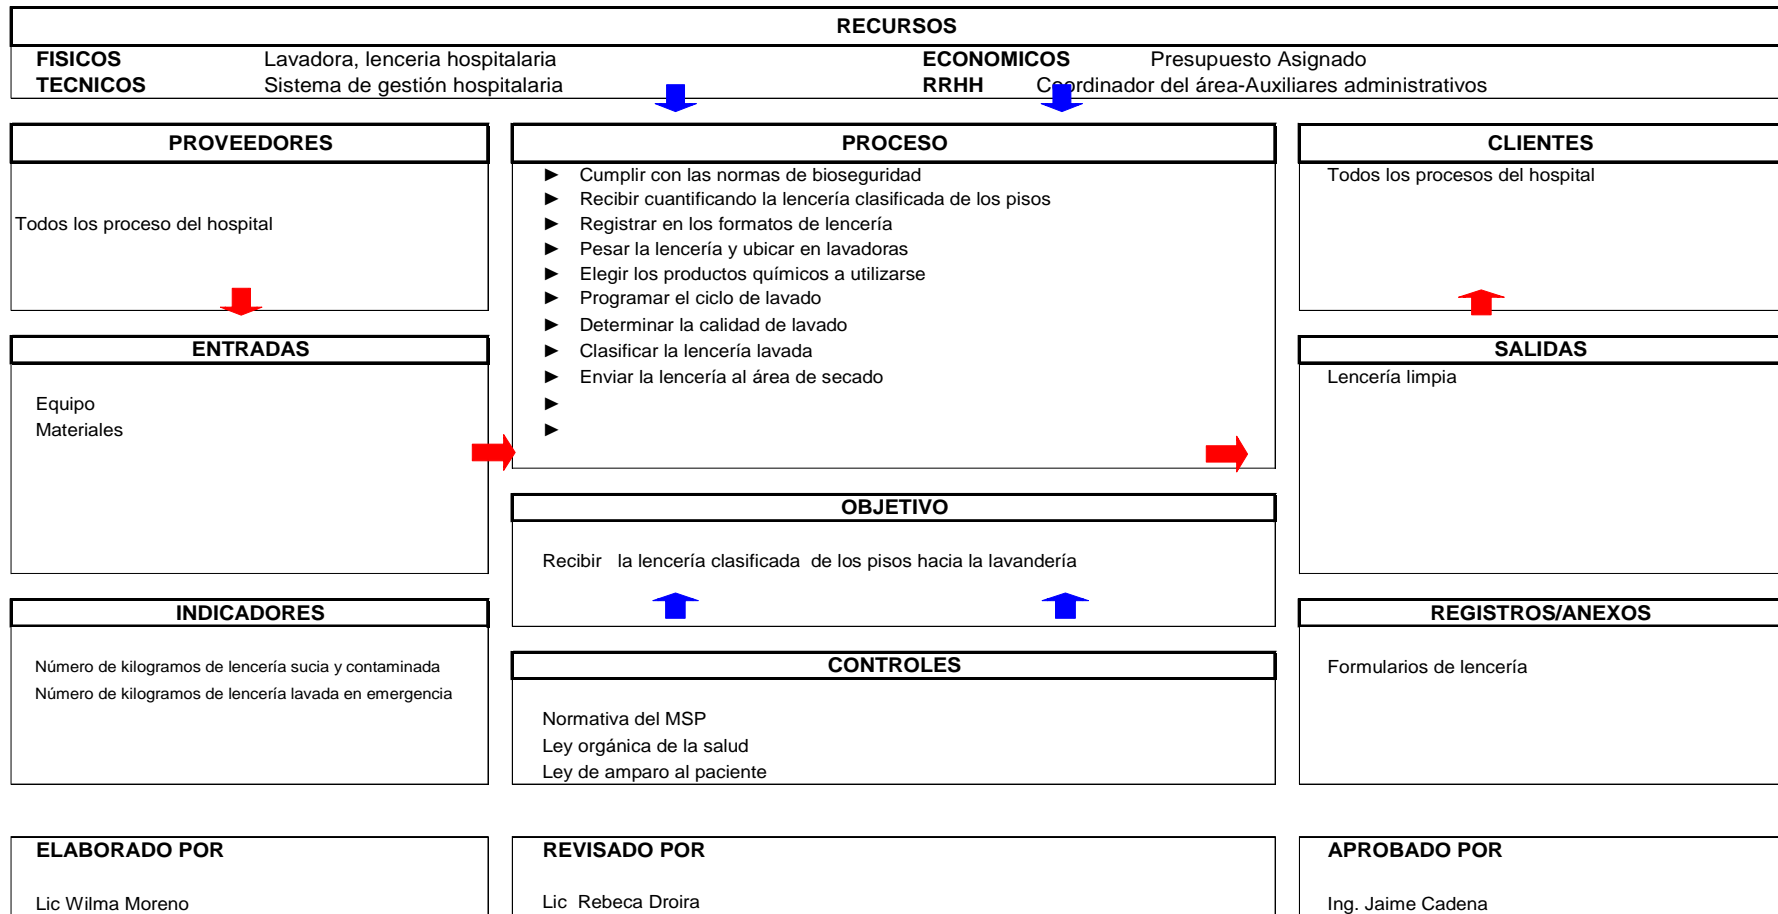 RECURSOS
FISICOS Lavadora, lenceria hospitalaria ECONOMICOS Presupuesto Asignado
TECNICOS Sistema de gestión hospitalaria RRHH Coordinador del área-Auxiliares administrativos
PROVEEDORES
Todos los proceso del hospital
ENTRADAS
Equipo
Materiales
INDICADORES
Número de kilogramos de lencería sucia y contaminada
Número de kilogramos de lencería lavada en emergencia
PROCESO
► Cumplir con las normas de bioseguridad
► Recibir cuantificando la lencería clasificada de los pisos
► Registrar en los formatos de lencería
► Pesar la lencería y ubicar en lavadoras
► Elegir los productos químicos a utilizarse
► Programar el ciclo de lavado
► Determinar la calidad de lavado
► Clasificar la lencería lavada
► Enviar la lencería al área de secado
►
►
OBJETIVO
Recibir la lencería clasificada de los pisos hacia la lavandería
CONTROLES
Normativa del MSP
Ley orgánica de la salud
Ley de amparo al paciente
CLIENTES
Todos los procesos del hospital
SALIDAS
Lencería limpia
REGISTROS/ANEXOS
Formularios de lencería
ELABORADO POR
Lic Wilma Moreno
REVISADO POR
Lic Rebeca Droira
APROBADO POR
Ing. Jaime Cadena